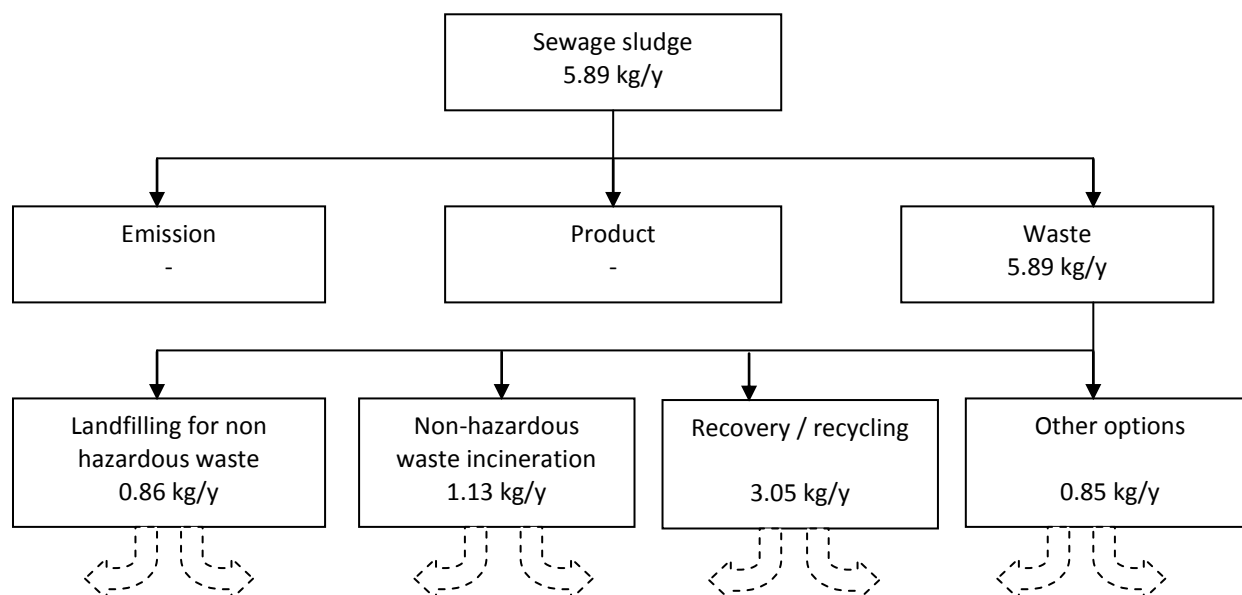 Sewage sludge
5.89 kg/y
Emission
-
Product
-
Waste
5.89 kg/y
Landfilling for non
hazardous waste
0.86 kg/y
Non-hazardous
waste incineration
1.13 kg/y
Recovery / recycling
3.05 kg/y
Other options
0.85 kg/y